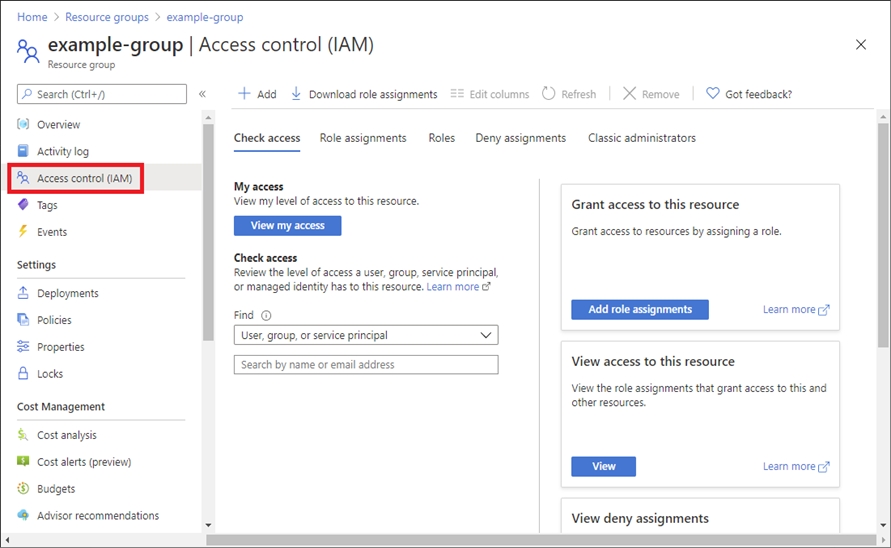 Home > Resource groups > example-group
example-group | Access control (IAM)
Resource group
Search (Ctrl+/)
«
Overview
Activity log
Access control (IAM)
Tags
Events
Settings
Deployments
Policies
Properties
Locks
Cost Management
Cost analysis
Cost alerts (preview)
Budgets
Advisor recommendations
Add Download role assignments Edit columns Refresh Remove Got feedback?
Check access Role assignments Roles Deny assignments Classic administrators
My access
View my level of access to this resource.
View my access
Check access
Review the level of access a user, group, service principal,
or managed identity has to this resource. Learn more
Find
User, group, or service principal
Search by name or email address
Grant access to this resource
Grant access to resources by assigning a role.
Add role assignments Learn more
View access to this resource
View the role assignments that grant access to this and
other resources.
View Learn more
View deny assignments